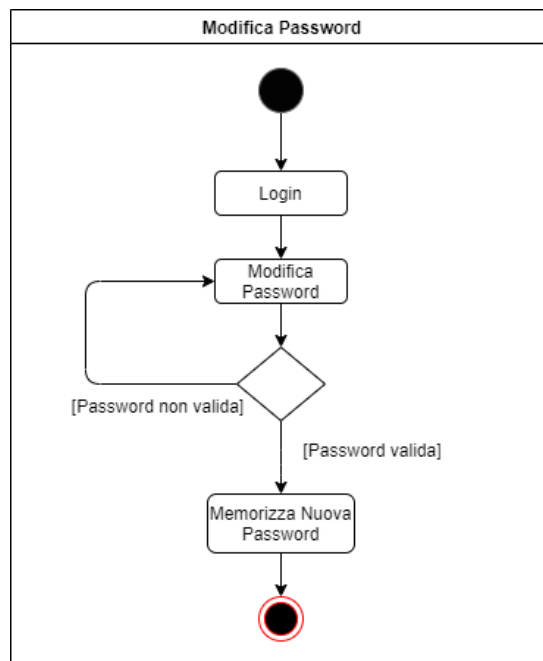 Modifica Password
Login
Modifica
Password
[Password non valida]
[Password valida]
Memorizza Nuova
Password